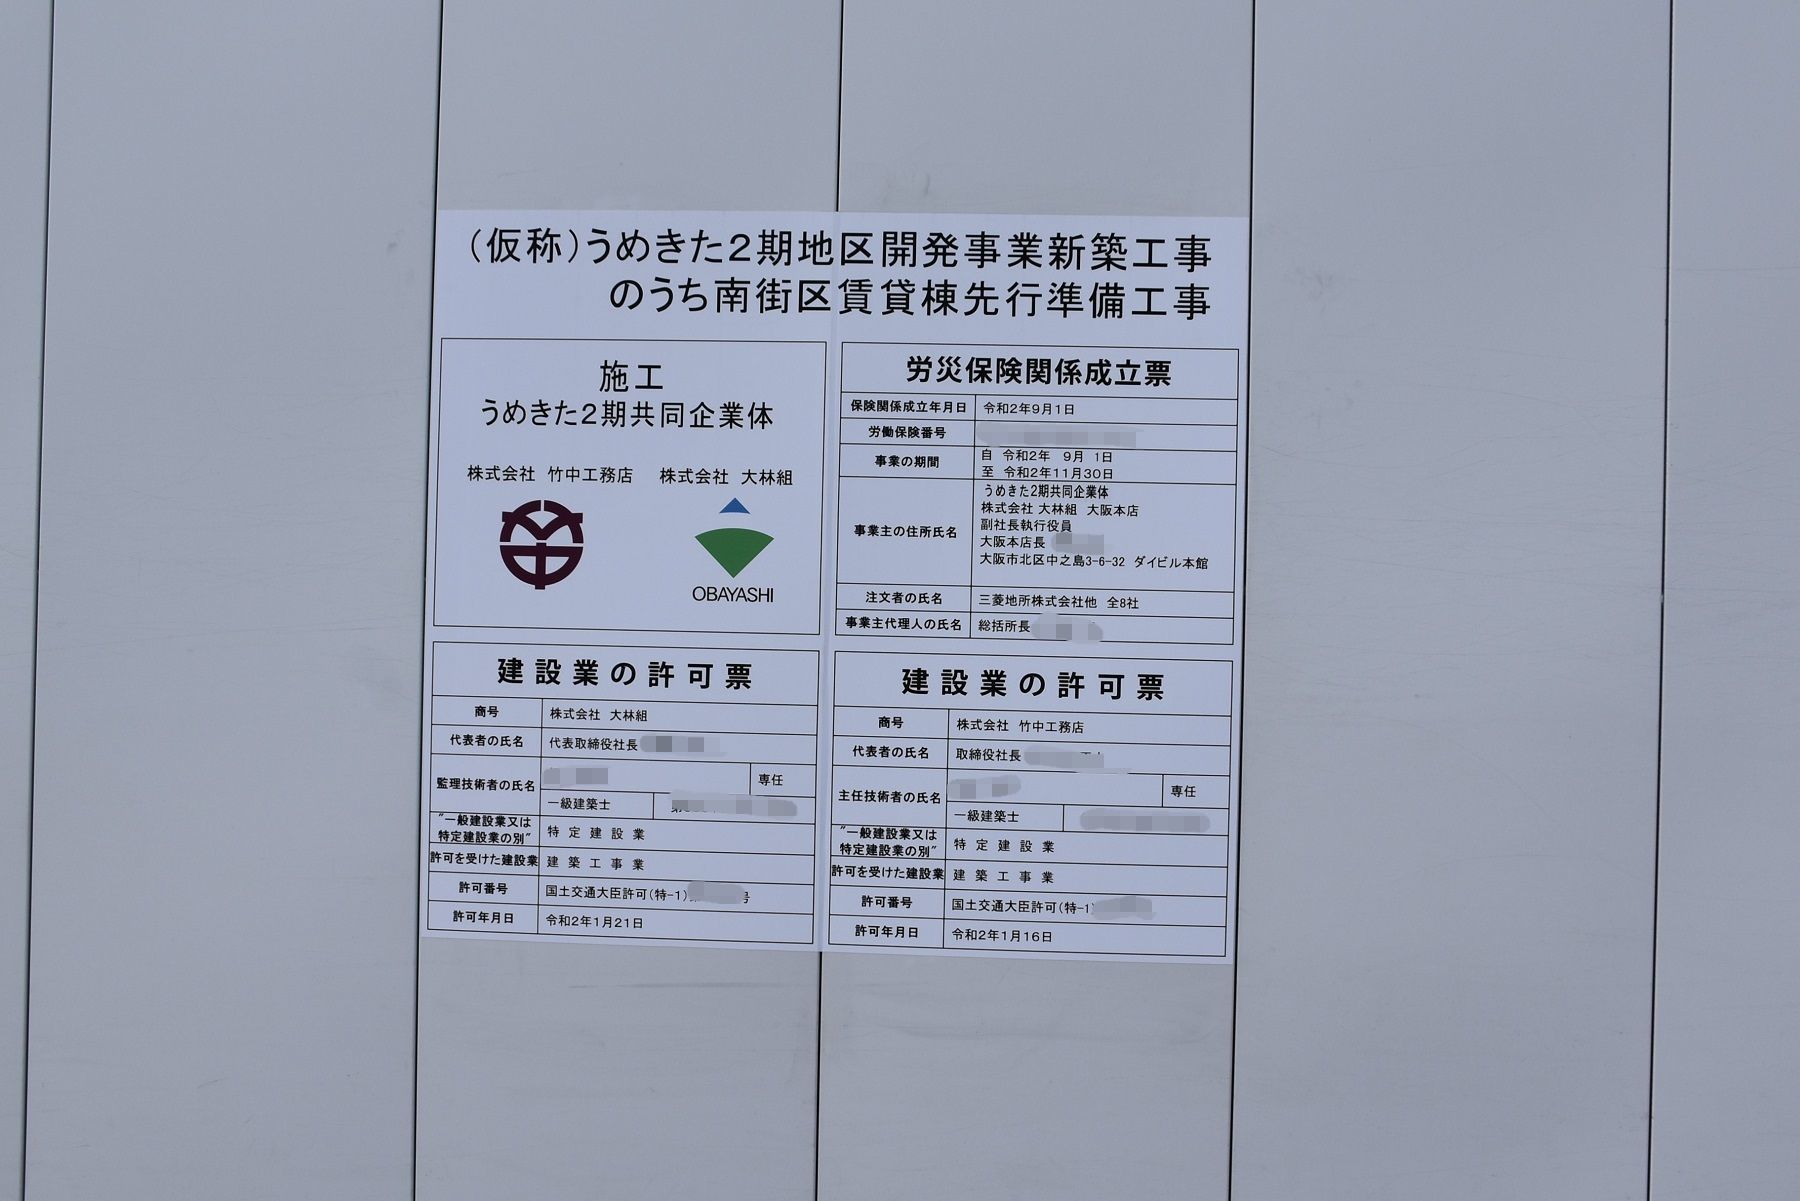 （仮称）うめきた２期地区開発事業新築工事
のうち南街区賃貸棟先行準備工事
施工
うめきた２期共同企業体
株式会社 竹中工務店 株式会社 大林組
OBAYASHI
労災保険関係成立票
保険関係成立年月日 令和2年9月1日
労働保険番号
事業の期間 自 令和2年 9月 1日
至 令和2年11月30日
事業主の住所氏名 うめきた2期共同企業体
株式会社 大林組 大阪本店
副社長執行役員
大阪本店長
大阪市北区中之島3-6-32 ダイビル本館
注文者の氏名 三菱地所株式会社他 全8社
事業主代理人の氏名 総括所長
建設業の許可票
商号 株式会社 大林組
代表者の氏名 代表取締役社長
監理技術者の氏名 専任
一級建築士
"一般建設業又は
特定建設業の別" 特定建設業
許可を受けた建設業 建築工事業
許可番号 国土交通大臣許可(特-1) 号
許可年月日 令和2年1月21日
建設業の許可票
商号 株式会社 竹中工務店
代表者の氏名 取締役社長
主任技術者の氏名 専任
一級建築士
"一般建設業又は
特定建設業の別" 特定建設業
許可を受けた建設業 建築工事業
許可番号 国土交通大臣許可(特-1)
許可年月日 令和2年1月16日